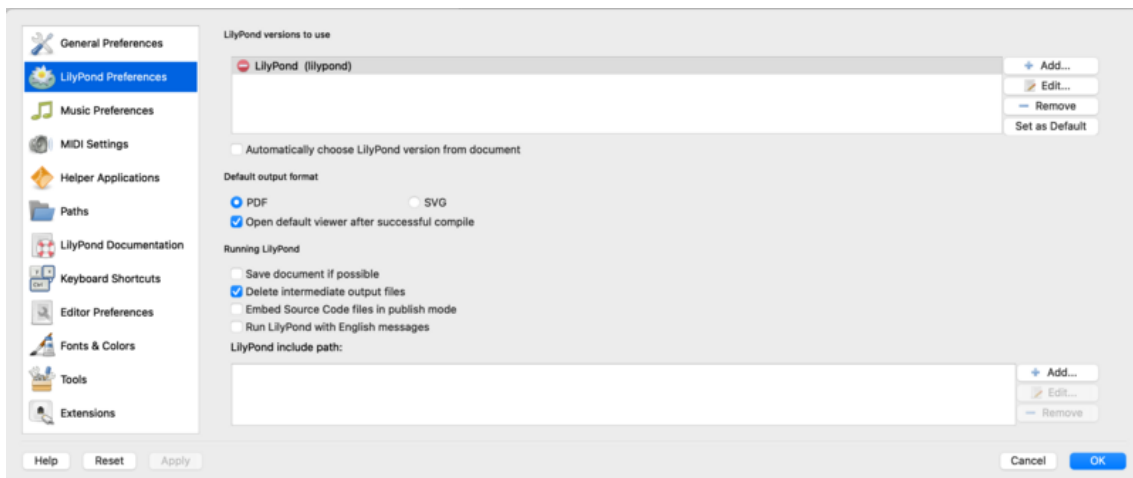 General Preferences
LilyPond Preferences
Music Preferences
MIDI Settings
Helper Applications
Paths
LilyPond Documentation
Keyboard Shortcuts
Editor Preferences
Fonts & Colors
Tools
Extensions
LilyPond versions to use
LilyPond (lilypond)
Add...
Edit...
Remove
Set as Default
Automatically choose LilyPond version from document
Default output format
PDF SVG
Open default viewer after successful compile
Running LilyPond
Save document if possible
Delete intermediate output files
Embed Source Code files in publish mode
Run LilyPond with English messages
LilyPond include path:
Add...
Edit...
Remove
Help Reset Apply Cancel OK